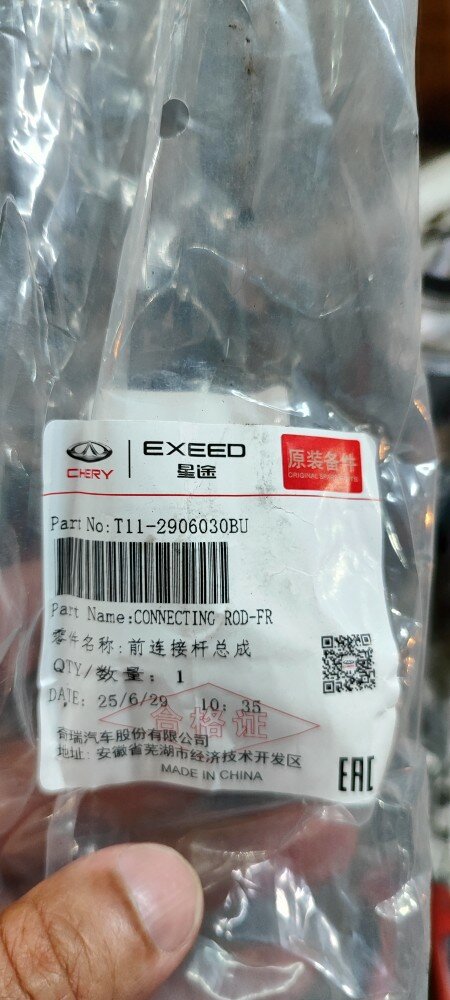 CHERY
EXEED
星途
原装备件
ORIGINAL SPARE PARTS
Part No:T11-2906030BU
Part Name:CONNECTING ROD-FR
零件名称:前连接杆总成
QTY/数量: 1
DATE: 25/6/29 10:35
合格证
奇瑞汽车股份有限公司
地址: 安徽省芜湖市经济技术开发区
MADE IN CHINA
EAC